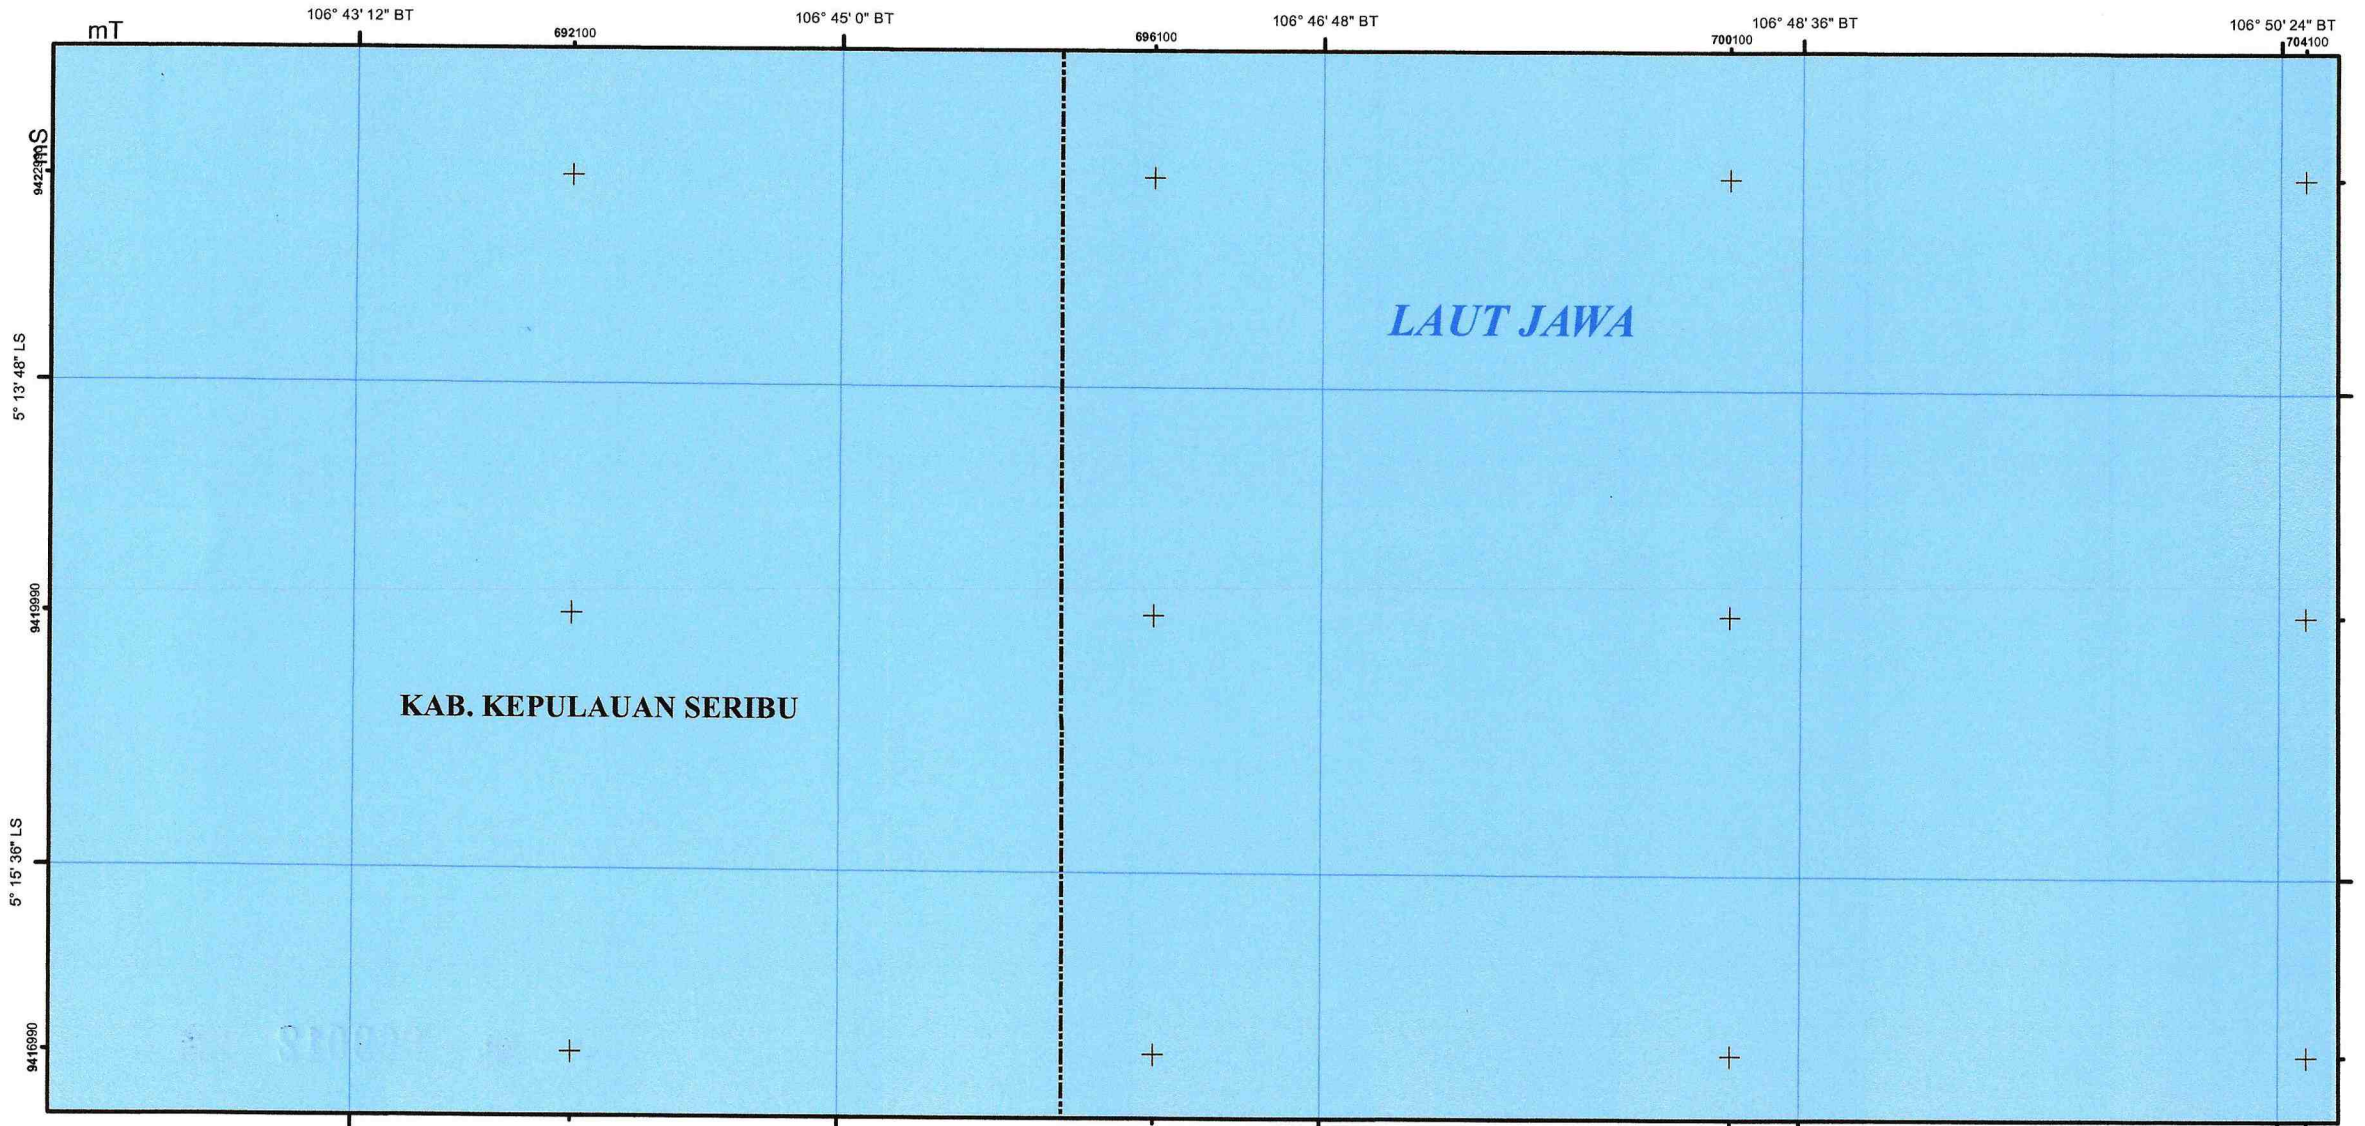 106° 43' 12" BT
106° 45' 0" BT
106° 46' 48" BT
106° 48' 36" BT
106° 50' 24" BT
mT
692100
696100
700100
704100
mS
9422990
LAUT JAWA
5° 13' 48" LS
9419990
KAB. KEPULAUAN SERIBU
5° 15' 36" LS
9416990